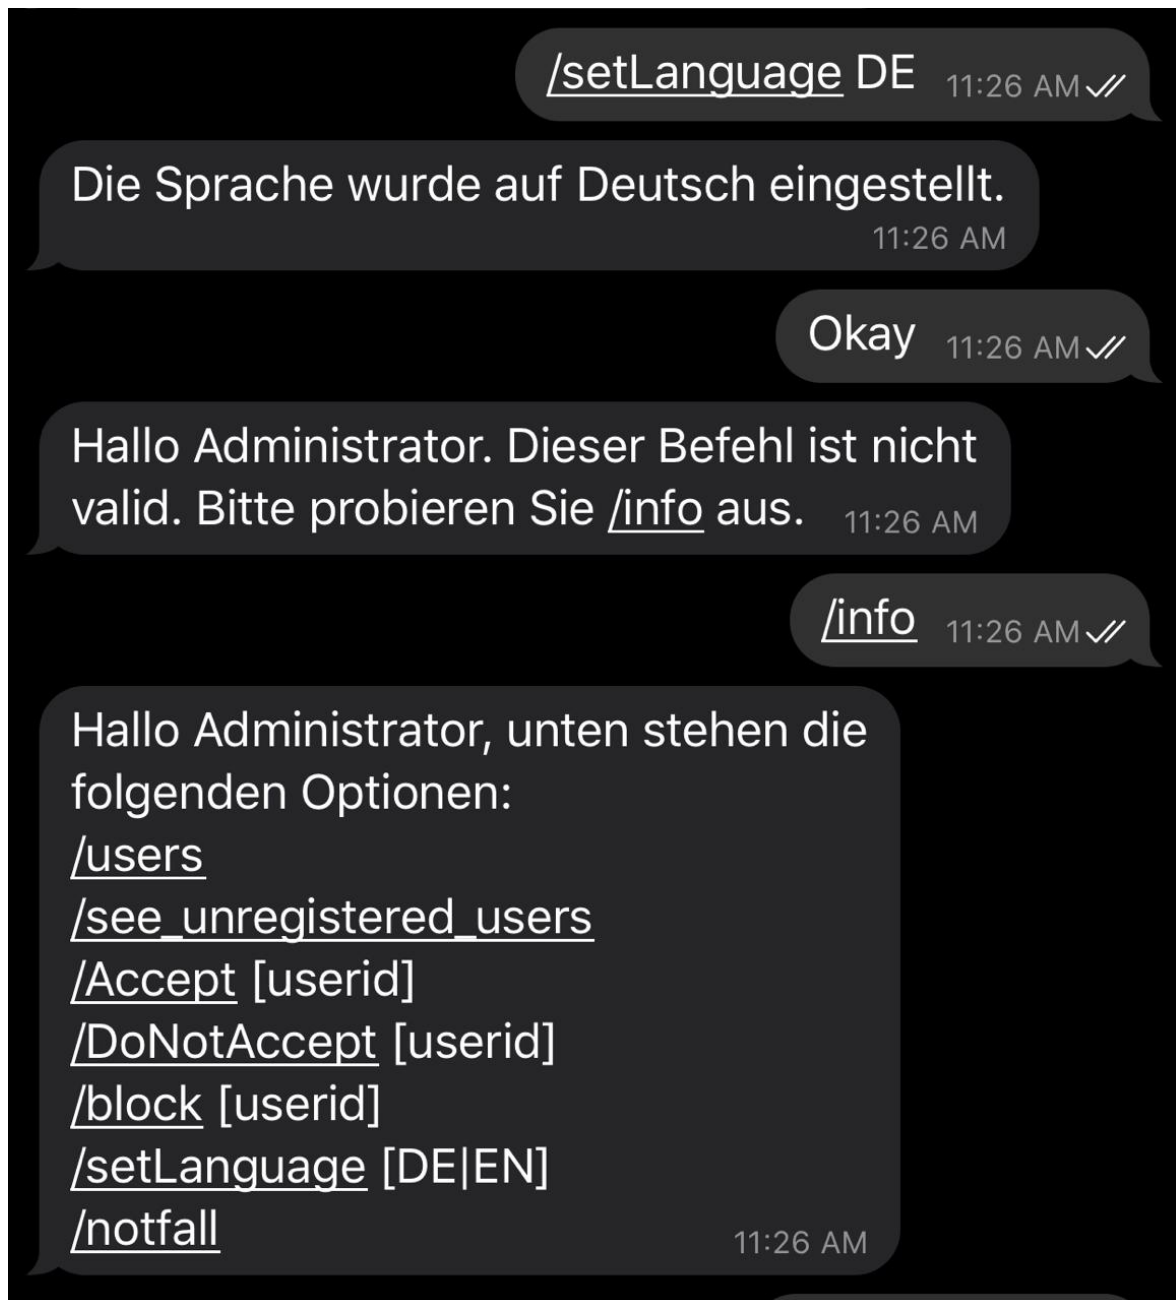 /setLanguage DE 11:26 AM
Die Sprache wurde auf Deutsch eingestellt.
11:26 AM
Okay 11:26 AM
Hallo Administrator. Dieser Befehl ist nicht
valid. Bitte probieren Sie /info aus. 11:26 AM
/info 11:26 AM
Hallo Administrator, unten stehen die
folgenden Optionen:
/users
/see_unregistered_users
/Accept [userid]
/DoNotAccept [userid]
/block [userid]
/setLanguage [DE|EN]
/notfall 11:26 AM